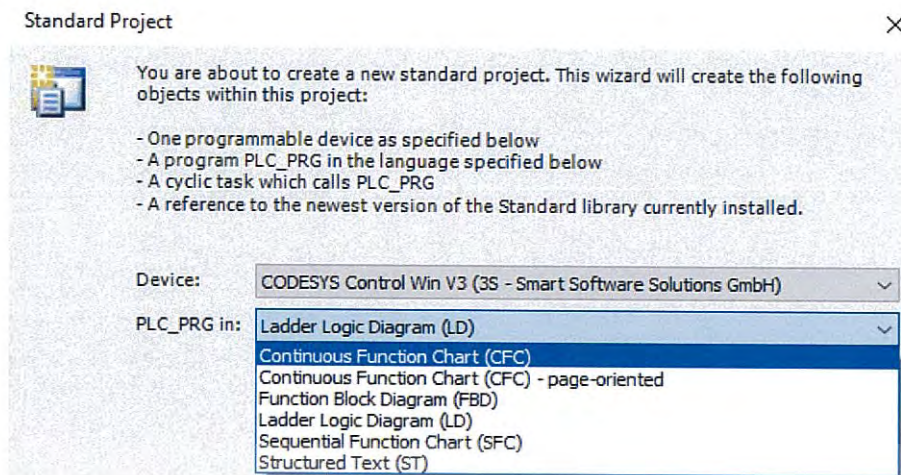 Standard Project
You are about to create a new standard project. This wizard will create the following
objects within this project:
- One programmable device as specified below
- A program PLC_PRG in the language specified below
- A cyclic task which calls PLC_PRG
- A reference to the newest version of the Standard library currently installed.
Device: CODESYS Control Win V3 (3S - Smart Software Solutions GmbH)
PLC_PRG in: Ladder Logic Diagram (LD)
Continuous Function Chart (CFC)
Continuous Function Chart (CFC) - page-oriented
Function Block Diagram (FBD)
Ladder Logic Diagram (LD)
Sequential Function Chart (SFC)
Structured Text (ST)